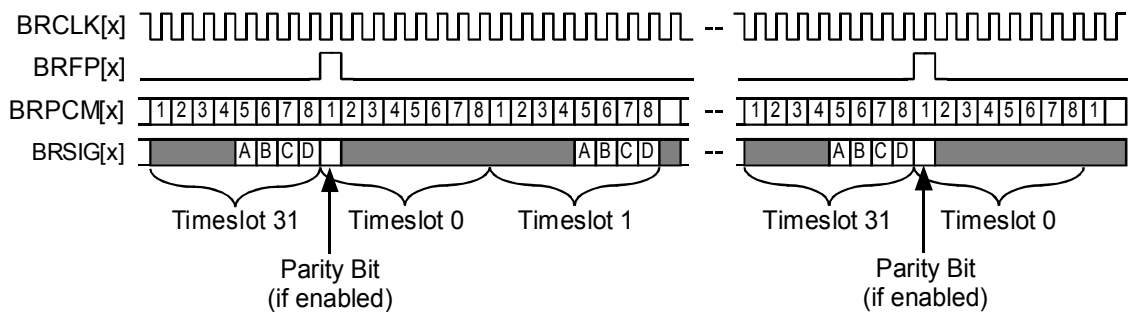 BRCLK[x] --
BRFP[x]
BRPCM[x] 1 2 3 4 5 6 7 8 1 2 3 4 5 6 7 8 1 2 3 4 5 6 7 8 -- 1 2 3 4 5 6 7 8 1 2 3 4 5 6 7 8 1
BRSIG[x] A B C D A B C D -- A B C D
Timeslot 31 Timeslot 0 Timeslot 1 Timeslot 31 Timeslot 0
Parity Bit Parity Bit
(if enabled) (if enabled)